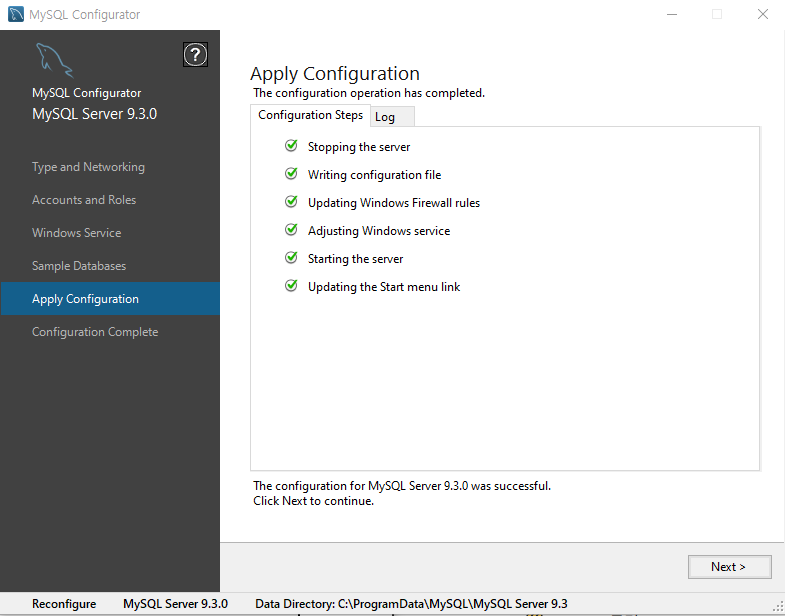 MySQL Configurator
?
MySQL Configurator
MySQL Server 9.3.0
Type and Networking
Accounts and Roles
Windows Service
Sample Databases
Apply Configuration
Configuration Complete
Apply Configuration
The configuration operation has completed.
Configuration Steps Log
Stopping the server
Writing configuration file
Updating Windows Firewall rules
Adjusting Windows service
Starting the server
Updating the Start menu link
The configuration for MySQL Server 9.3.0 was successful.
Click Next to continue.
Next >
Reconfigure MySQL Server 9.3.0 Data Directory: C:\ProgramData\MySQL\MySQL Server 9.3